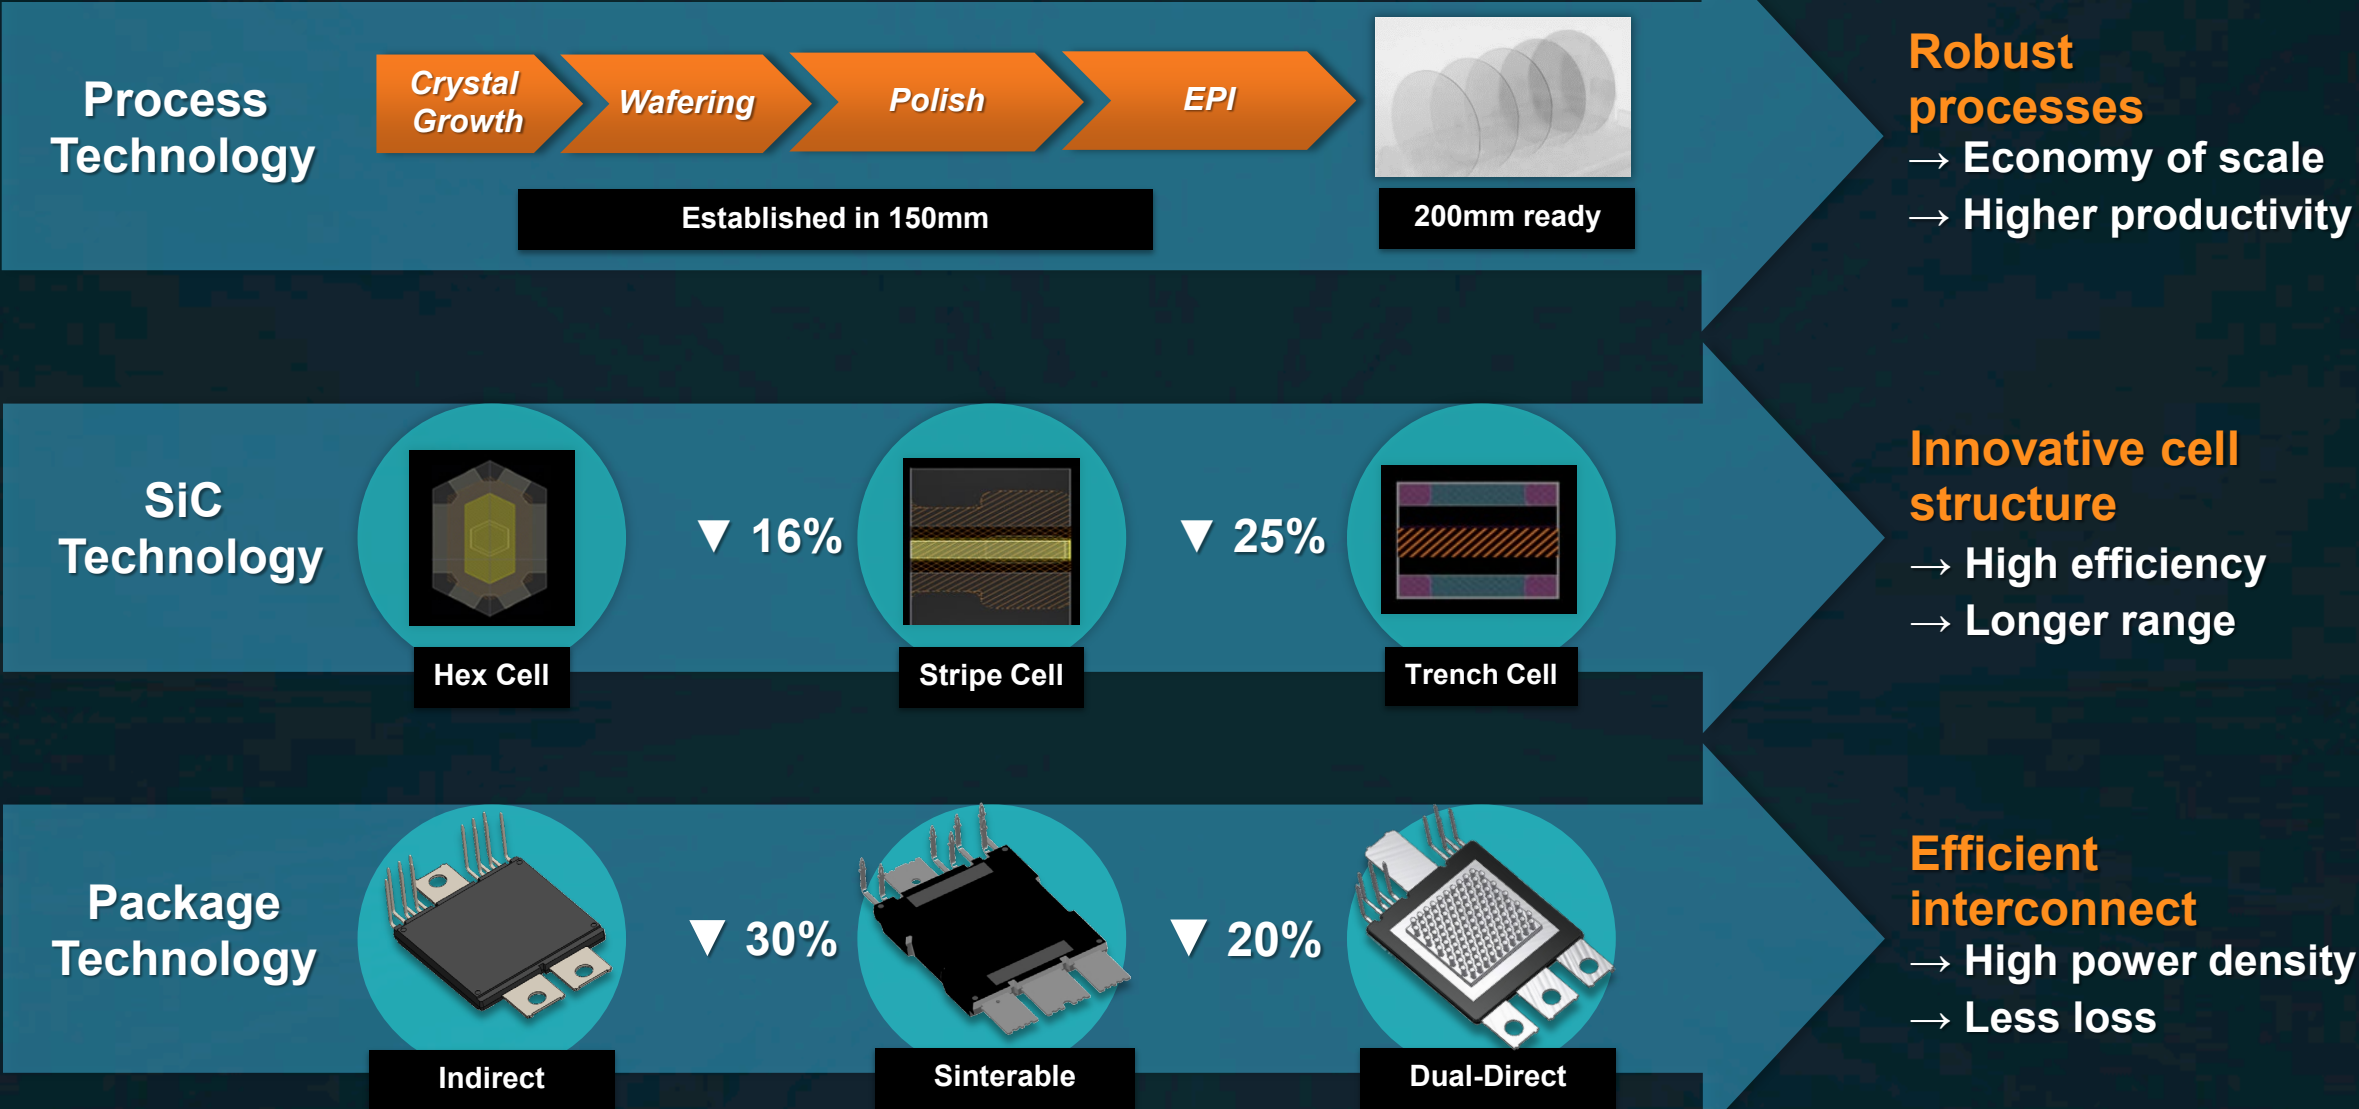 Process
Technology
Crystal
Growth
Wafering
Polish
EPI
Established in 150mm
200mm ready
Robust
processes
→ Economy of scale
→ Higher productivity
SiC
Technology
Hex Cell
▼ 16%
Stripe Cell
▼ 25%
Trench Cell
Innovative cell
structure
→ High efficiency
→ Longer range
Package
Technology
Indirect
▼ 30%
Sinterable
▼ 20%
Dual-Direct
Efficient
interconnect
→ High power density
→ Less loss